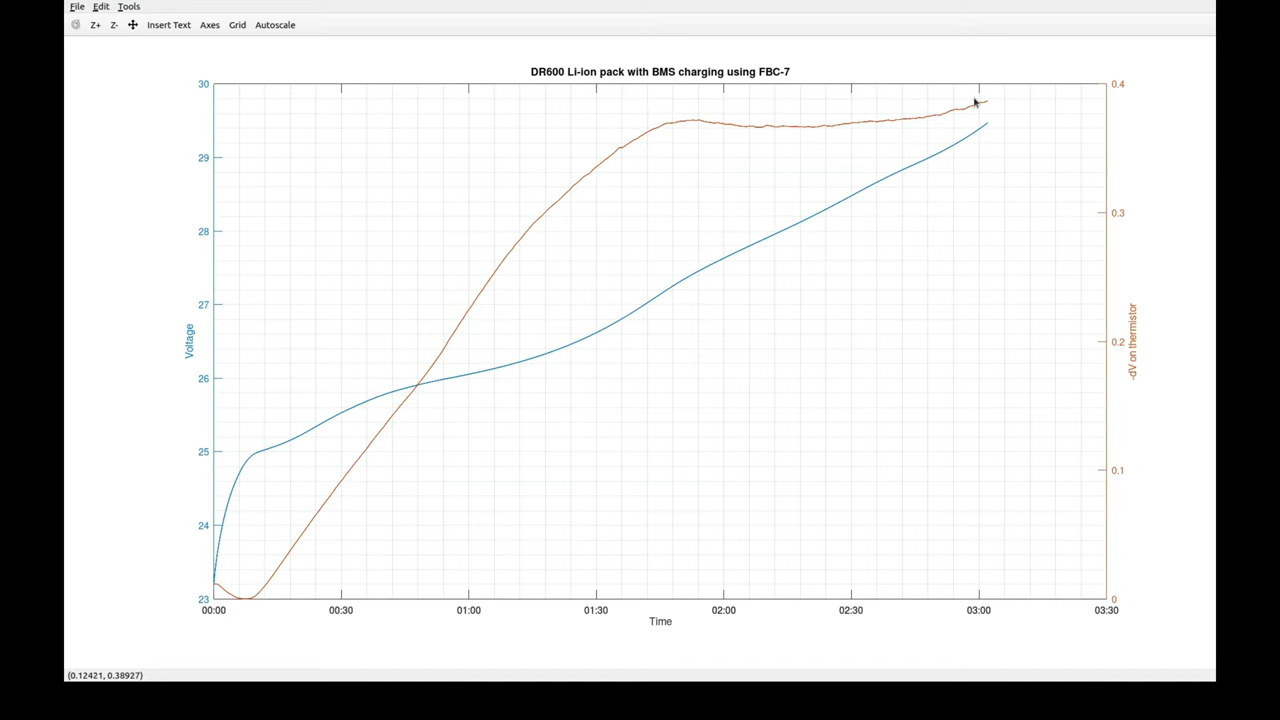 File Edit Tools
Z+ Z- Insert Text Axes Grid Autoscale
DR600 Li-ion pack with BMS charging using FBC-7
30
29
28
27
26
25
24
23
Voltage
0.4
0.3
0.2
0.1
0
-dV on thermistor
00:00 00:30 01:00 01:30 02:00 02:30 03:00 03:30
Time
(0.12421, 0.38927)